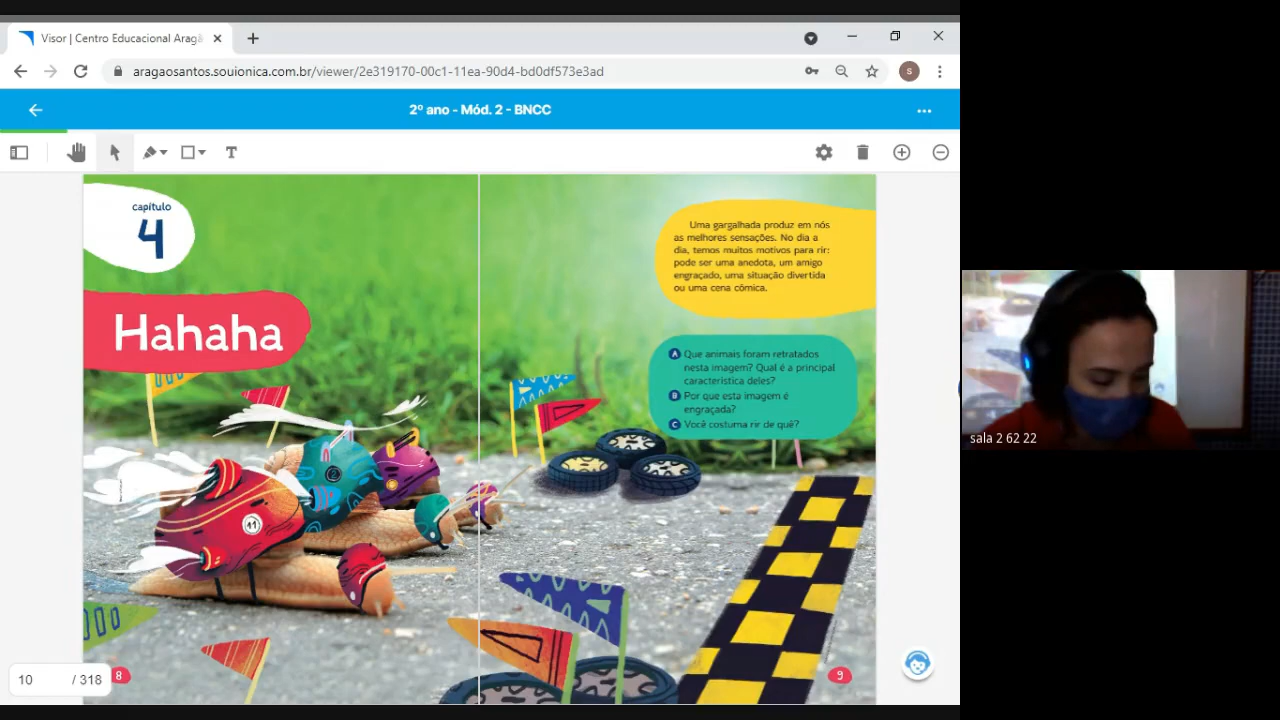 Visor | Centro Educacional Aragã
aragaosantos.souionica.com.br/viewer/2e319170-00c1-11ea-90d4-bd0df573e3ad
S
2º ano - Mód. 2 - BNCC
T
capítulo
4
Hahaha
Uma gargalhada produz em nós
as melhores sensações. No dia a
dia, temos muitos motivos para rir:
pode ser uma anedota, um amigo
engraçado, uma situação divertida
ou uma cena cômica.
A Que animais foram retratados
nesta imagem? Qual é a principal
característica deles?
B Por que esta imagem é
engraçada?
C Você costuma rir de quê?
2
11
10 / 318
8
9
sala 2 62 22